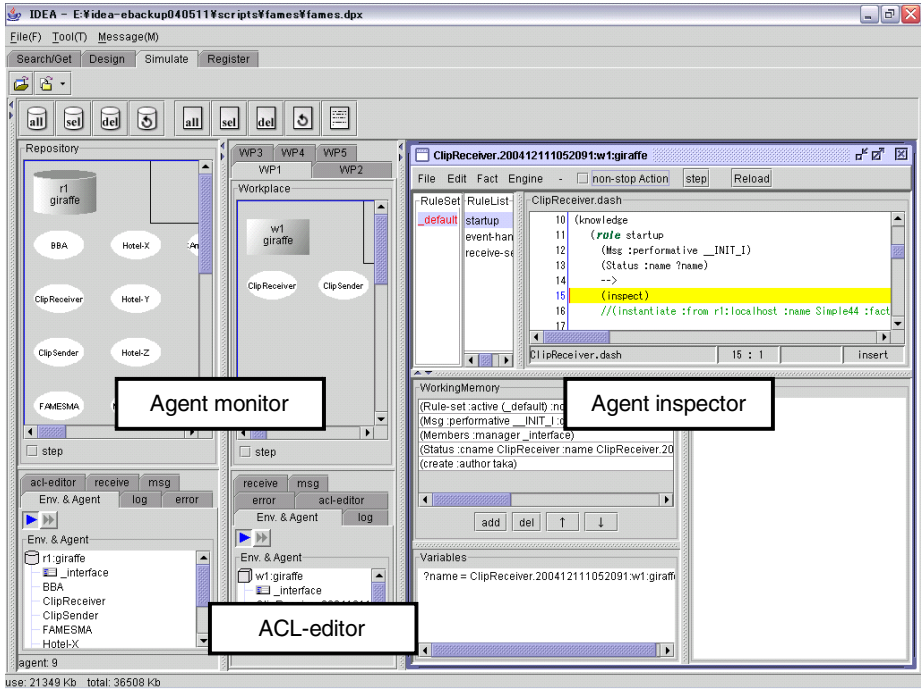 IDEA - E:¥idea-ebackup040511¥scripts¥fames¥fames.dpx
File(F) Tool(T) Message(M)
Search/Get Design Simulate Register
all sel del all sel del
Repository
r1
giraffe
BBA Hotel-X
ClipReceiver Hotel-Y
ClipSender Hotel-Z
FAMESMA
step
WP3 WP4 WP5
WP1 WP2
Workplace
w1
giraffe
ClipReceiver ClipSender
step
Agent monitor
acl-editor receive msg
Env. & Agent log error
Env. & Agent
r1:giraffe
_interface
BBA
ClipReceiver
ClipSender
FAMESMA
Hotel-X
agent: 9
receive msg
error acl-editor
Env. & Agent log
Env. & Agent
w1:giraffe
_interface
ACL-editor
ClipReceiver.200412111052091:w1:giraffe
File Edit Fact Engine - non-stop Action step Reload
RuleSet RuleList ClipReceiver.dash
_default startup
event-han
receive-se
10 (knowledge
11 (rule startup
12 (Msg :performative __INIT_I)
13 (Status :name ?name)
14 -->
15 (inspect)
16 //(instantiate :from r1:localhost :name Simple44 :fact
17
ClipReceiver.dash 15 : 1 insert
WorkingMemory
(Rule-set :active (_default) :no
(Msg :performative __INIT_I :c
(Members :manager _interface)
(Status :cname ClipReceiver :name ClipReceiver.20
(create :author taka)
add del ↑ ↓
Agent inspector
Variables
?name = ClipReceiver.200412111052091:w1:giraff
use: 21349 Kb total: 36508 Kb